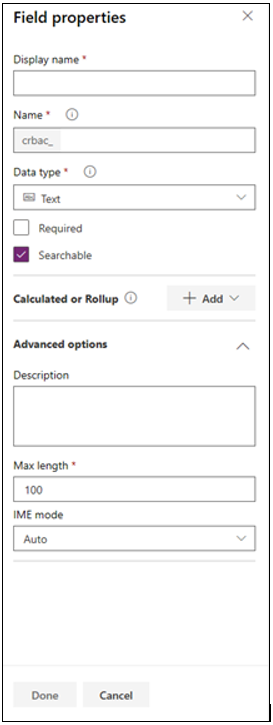 Field properties
Display name *
Name *
crbac_
Data type *
Text
Required
Searchable
Calculated or Rollup
+ Add
Advanced options
Description
Max length *
100
IME mode
Auto
Done Cancel